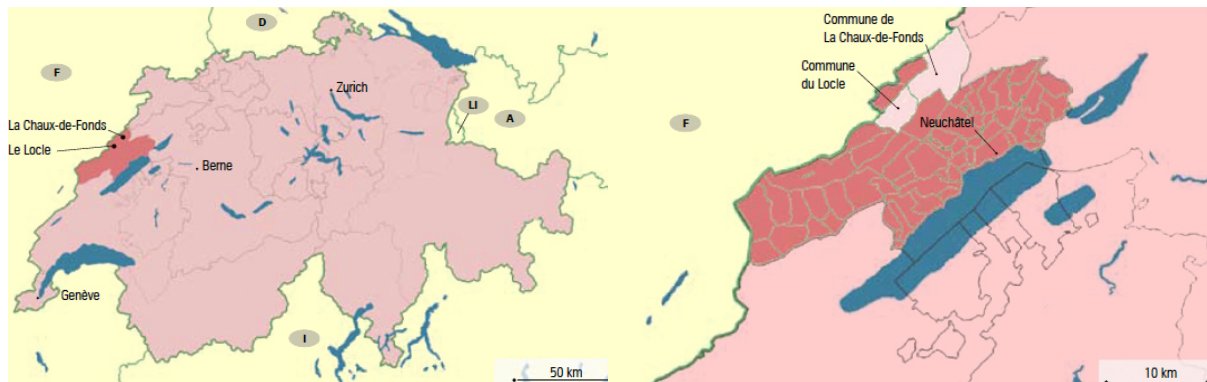 D
F
Zurich
LI
A
La Chaux-de-Fonds
Le Locle
Berne
Genève
I
50 km
Commune de
La Chaux-de-Fonds
Commune
du Locle
Neuchâtel
F
10 km